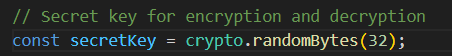 // Secret key for encryption and decryption
const secretKey = crypto.randomBytes(32);